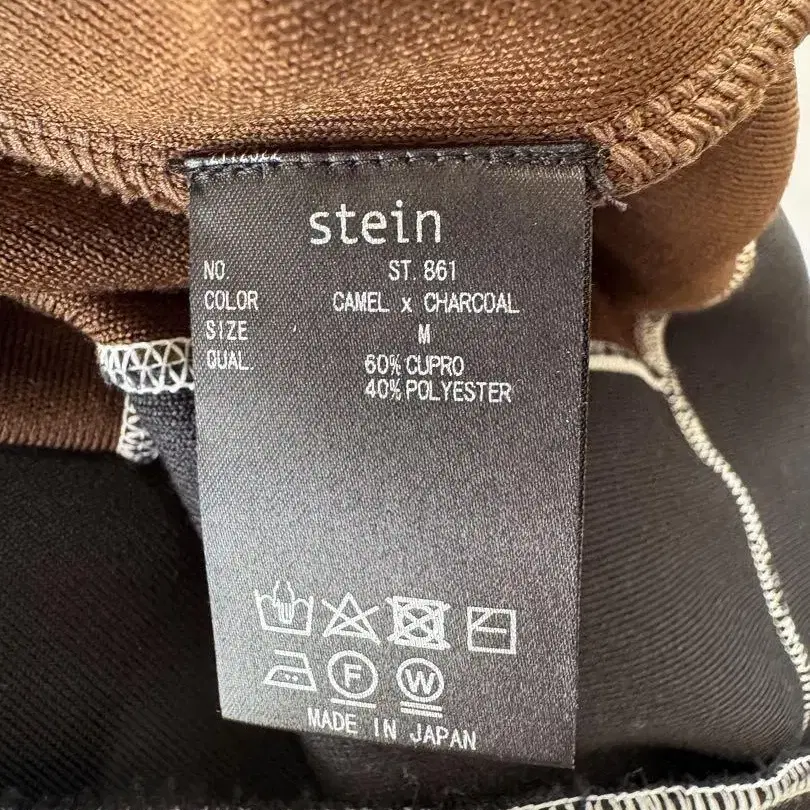 stein
NO. ST. 861
COLOR CAMEL x CHARCOAL
SIZE M
QUAL 60% CUPRO
40% POLYESTER
F W
MADE IN JAPAN